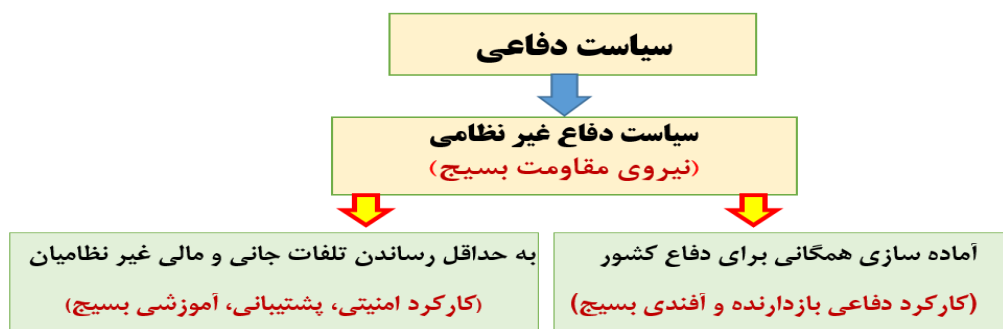 سیاست دفاعی
سیاست دفاع غیر نظامی
(نیروی مقاومت بسیج)
آماده سازی همگانی برای دفاع کشور
(کارکرد دفاعی بازدارنده و آفندی بسیج)
به حداقل رساندن تلفات جانی و مالی غیر نظامیان
(کارکرد امنیتی، پشتیبانی، آموزشی بسیج)